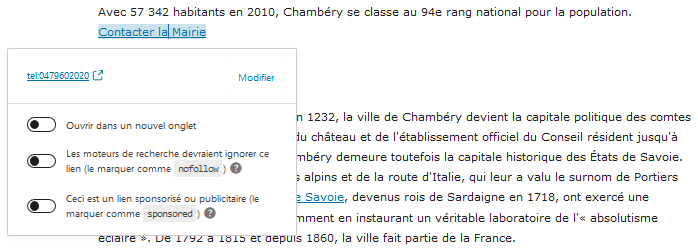 Avec 57 342 habitants en 2010, Chambéry se classe au 94e rang national pour la population.
Contacter la Mairie
tel:0479602020
Modifier
Ouvrir dans un nouvel onglet
Les moteurs de recherche devraient ignorer ce
lien (le marquer comme nofollow) ?
Ceci est un lien sponsorisé ou publicitaire (le
marquer comme sponsored) ?
n 1232, la ville de Chambéry devient la capitale politique des comtes
du château et de l'établissement officiel du Conseil résident jusqu'à
mbéry demeure toutefois la capitale historique des États de Savoie.
s alpins et de la route d'Italie, qui leur a valu le surnom de Portiers
e Savoie, devenus rois de Sardaigne en 1718, ont exercé une
mment en instaurant un véritable laboratoire de l'« absolutisme
éclairé ». De 1792 à 1815 et depuis 1860, la ville fait partie de la France.